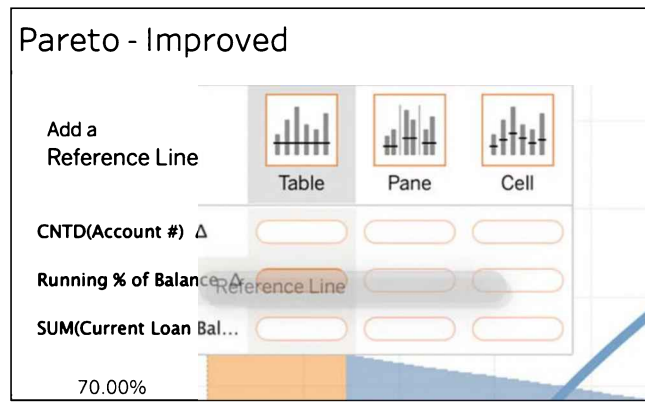 Pareto - Improved
Add a
Reference Line
Table Pane Cell
CNTD(Account #) Δ
Running % of Balance Δ
Reference Line
SUM(Current Loan Bal...
70.00%